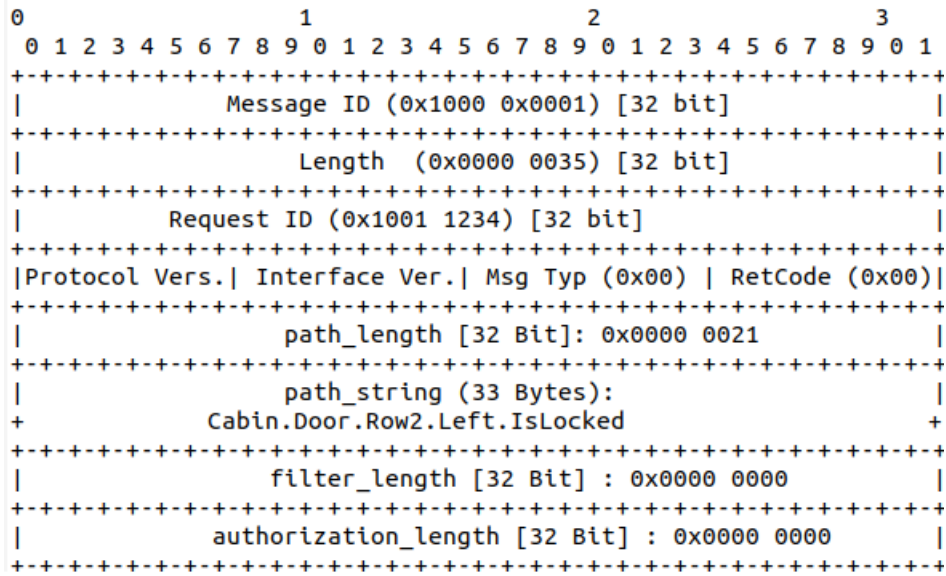 0                   1                   2                   3
 0 1 2 3 4 5 6 7 8 9 0 1 2 3 4 5 6 7 8 9 0 1 2 3 4 5 6 7 8 9 0 1
+-+-+-+-+-+-+-+-+-+-+-+-+-+-+-+-+-+-+-+-+-+-+-+-+-+-+-+-+-+-+-+-+
|              Message ID (0x1000 0x0001) [32 bit]              |
+-+-+-+-+-+-+-+-+-+-+-+-+-+-+-+-+-+-+-+-+-+-+-+-+-+-+-+-+-+-+-+-+
|                   Length  (0x0000 0035) [32 bit]              |
+-+-+-+-+-+-+-+-+-+-+-+-+-+-+-+-+-+-+-+-+-+-+-+-+-+-+-+-+-+-+-+-+
|          Request ID (0x1001 1234) [32 bit]                    |
+-+-+-+-+-+-+-+-+-+-+-+-+-+-+-+-+-+-+-+-+-+-+-+-+-+-+-+-+-+-+-+-+
|Protocol Vers.| Interface Ver.| Msg Typ (0x00) | RetCode (0x00)|
+-+-+-+-+-+-+-+-+-+-+-+-+-+-+-+-+-+-+-+-+-+-+-+-+-+-+-+-+-+-+-+-+
|                  path_length [32 Bit]: 0x0000 0021            |
+-+-+-+-+-+-+-+-+-+-+-+-+-+-+-+-+-+-+-+-+-+-+-+-+-+-+-+-+-+-+-+-+
|                  path_string (33 Bytes):                      |
+             Cabin.Door.Row2.Left.IsLocked                     +
+-+-+-+-+-+-+-+-+-+-+-+-+-+-+-+-+-+-+-+-+-+-+-+-+-+-+-+-+-+-+-+-+
|                 filter_length [32 Bit] : 0x0000 0000          |
+-+-+-+-+-+-+-+-+-+-+-+-+-+-+-+-+-+-+-+-+-+-+-+-+-+-+-+-+-+-+-+-+
|             authorization_length [32 Bit] : 0x0000 0000       |
+-+-+-+-+-+-+-+-+-+-+-+-+-+-+-+-+-+-+-+-+-+-+-+-+-+-+-+-+-+-+-+-+